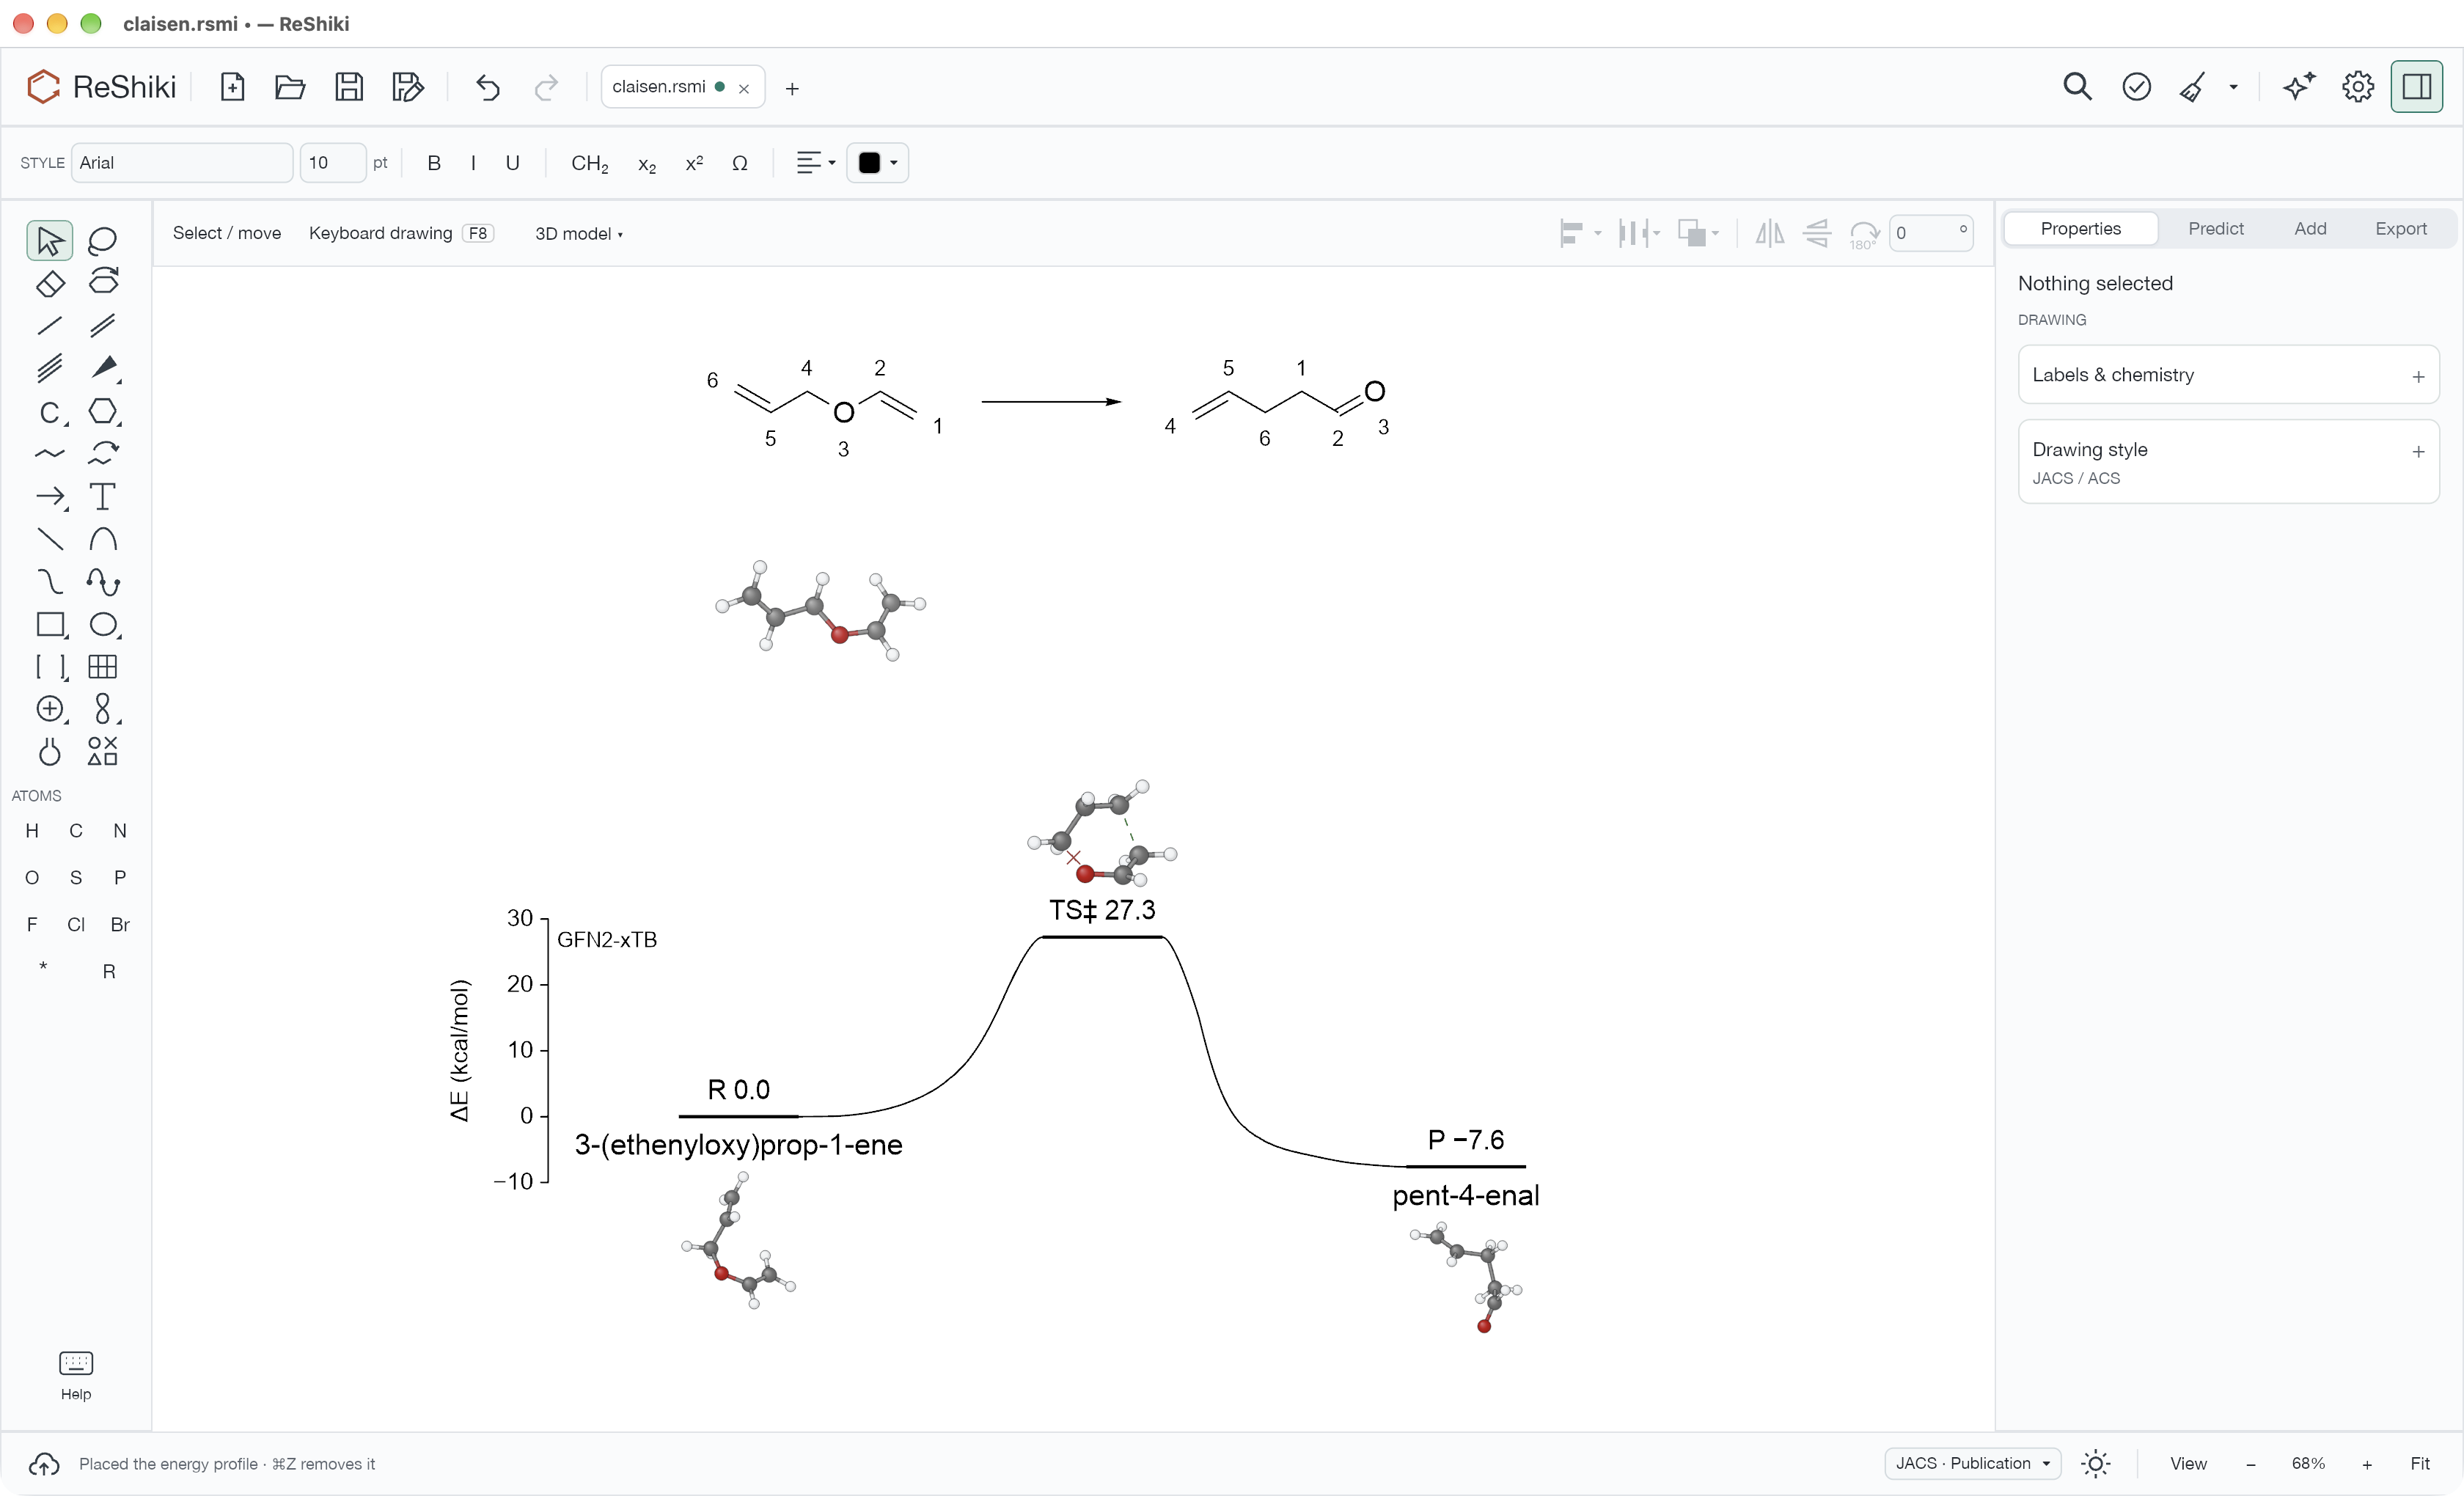 claisen.rsmi • — ReShiki
ReShiki
claisen.rsmi
STYLE Arial 10 pt B I U CH₂ x₂ x² Ω
Select / move Keyboard drawing F8 3D model
180° 0 °
Properties Predict Add Export
Nothing selected
DRAWING
Labels & chemistry +
Drawing style +
JACS / ACS
C
T
ATOMS
H C N
O S P
F Cl Br
* R
Help
6 4 2 5 1
O O
5 3 1 4 6 2 3
TS‡ 27.3
30
GFN2-xTB
20
10
0
−10
ΔE (kcal/mol)
R 0.0
3-(ethenyloxy)prop-1-ene
P −7.6
pent-4-enal
Placed the energy profile · ⌘Z removes it
JACS · Publication View − 68% + Fit